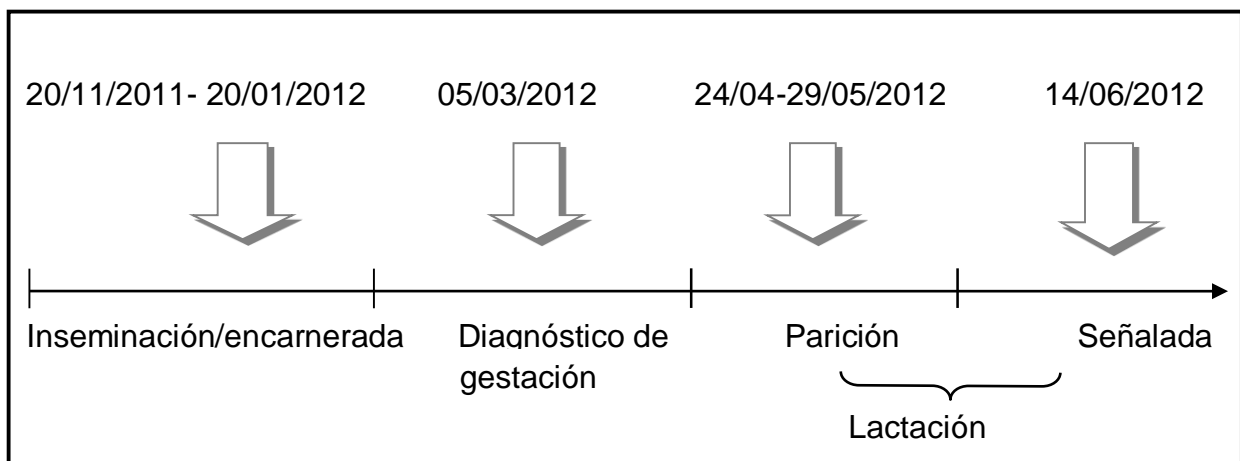 20/11/2011- 20/01/2012 05/03/2012 24/04-29/05/2012 14/06/2012
Inseminación/encarnerada Diagnóstico de Parición Señalada
gestación
Lactación